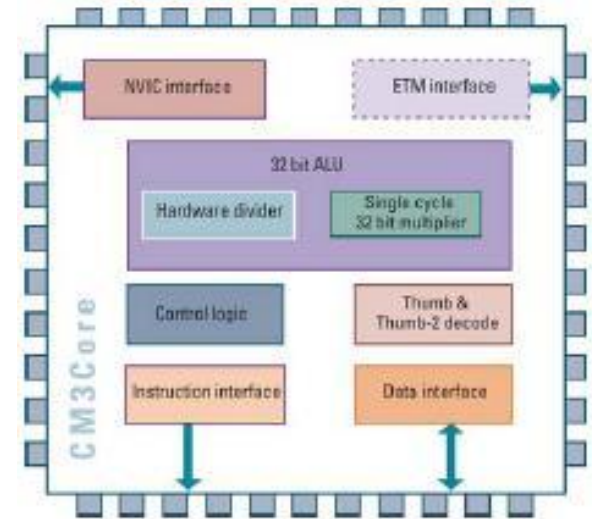 NVIC interface
ETM interface
32 bit ALU
Hardware divider
Single cycle
32 bit multiplier
Control logic
Thumb &
Thumb-2 decode
Instruction interface
Data interface
CM3Core